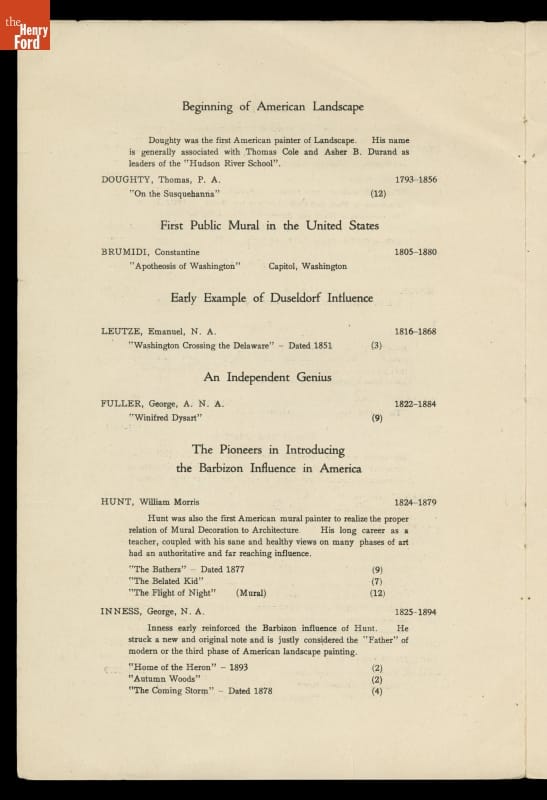 the
Henry
Ford
Beginning of American Landscape
Doughty was the first American painter of Landscape. His name
is generally associated with Thomas Cole and Asher B. Durand as
leaders of the "Hudson River School".
DOUGHTY, Thomas, P. A. 1793-1856
"On the Susquehanna" (12)
First Public Mural in the United States
BRUMIDI, Constantine 1805-1880
"Apotheosis of Washington" Capitol, Washington
Early Example of Duseldorf Influence
LEUTZE, Emanuel, N. A. 1816-1868
"Washington Crossing the Delaware" - Dated 1851 (3)
An Independent Genius
FULLER, George, A. N. A. 1822-1884
"Winifred Dysart" (9)
The Pioneers in Introducing
the Barbizon Influence in America
HUNT, William Morris 1824-1879
Hunt was also the first American mural painter to realize the proper
relation of Mural Decoration to Architecture. His long career as a
teacher, coupled with his sane and healthy views on many phases of art
had an authoritative and far reaching influence.
"The Bathers" - Dated 1877 (9)
"The Belated Kid" (7)
"The Flight of Night" (Mural) (12)
INNESS, George, N. A. 1825-1894
Inness early reinforced the Barbizon influence of Hunt. He
struck a new and original note and is justly considered the "Father" of
modern or the third phase of American landscape painting.
"Home of the Heron" - 1893 (2)
"Autumn Woods" (2)
"The Coming Storm" - Dated 1878 (4)